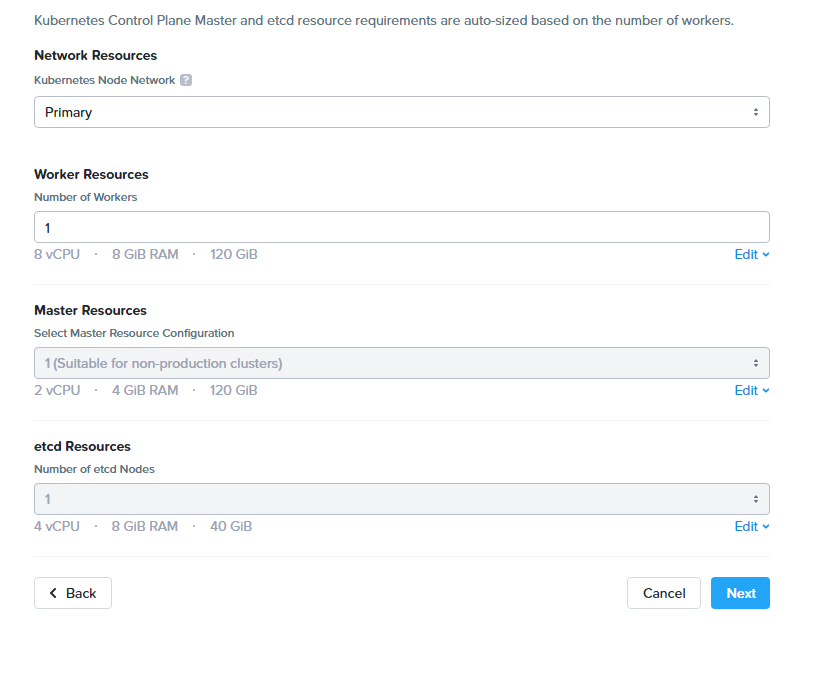 Kubernetes Control Plane Master and etcd resource requirements are auto-sized based on the number of workers.
Network Resources
Kubernetes Node Network ?
Primary
Worker Resources
Number of Workers
1
8 vCPU · 8 GiB RAM · 120 GiB Edit
Master Resources
Select Master Resource Configuration
1 (Suitable for non-production clusters)
2 vCPU · 4 GiB RAM · 120 GiB Edit
etcd Resources
Number of etcd Nodes
1
4 vCPU · 8 GiB RAM · 40 GiB Edit
Back Cancel Next